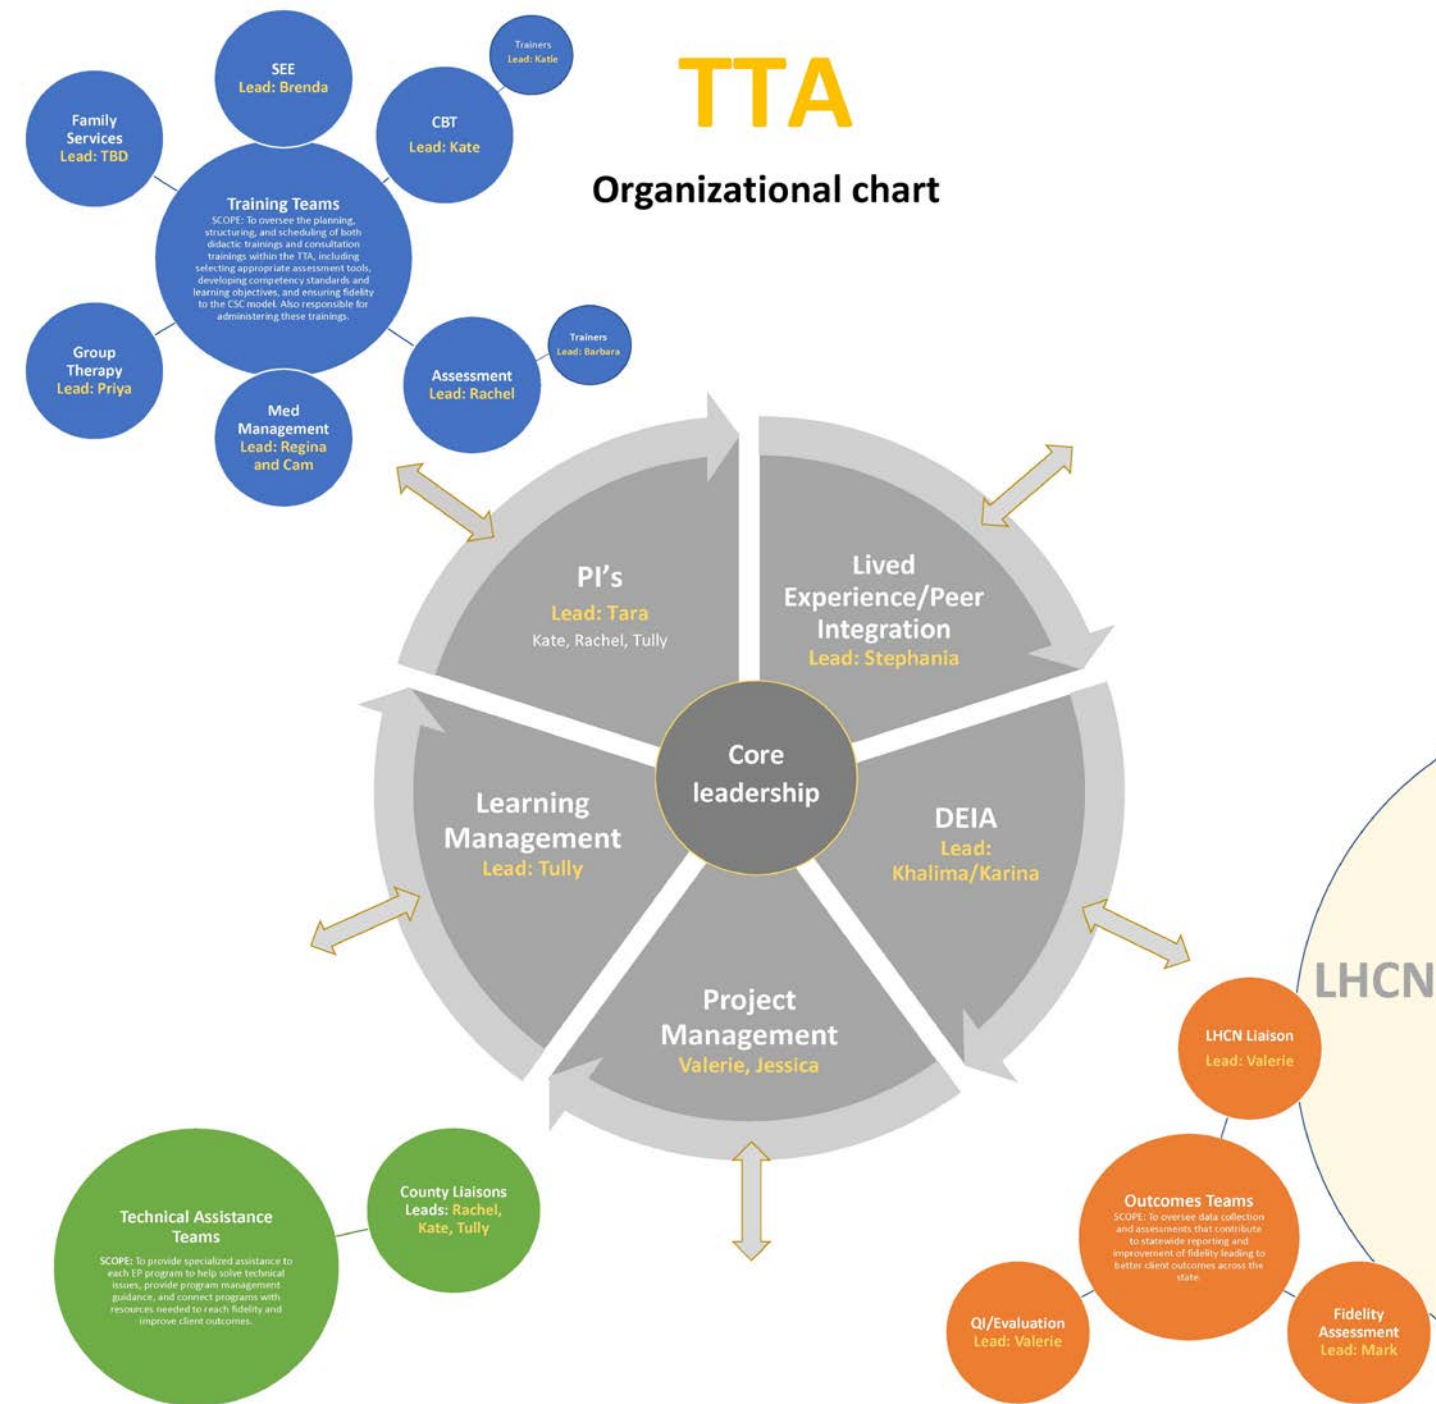 TTA
Organizational chart
Trainers
Lead: Katie
SEE
Lead: Brenda
CBT
Lead: Kate
Family
Services
Lead: TBD
Training Teams
SCOPE: To oversee the planning,
structuring, and scheduling of both
didactic trainings and consultation
trainings within the TTA, including
selecting appropriate assessment tools,
developing competency standards and
learning objectives, and ensuring fidelity
to the CSC model. Also responsible for
administering these trainings.
Group
Therapy
Lead: Priya
Med
Management
Lead: Regina
and Cam
Assessment
Lead: Rachel
Trainers
Lead: Barbara
PI’s
Lead: Tara
Kate, Rachel, Tully
Lived
Experience/Peer
Integration
Lead: Stephania
Core
leadership
Learning
Management
Lead: Tully
DEIA
Lead:
Khalima/Karina
Project
Management
Valerie, Jessica
LHCN
LHCN Liaison
Lead: Valerie
Outcomes Teams
SCOPE: To oversee data collection
and assessments that contribute
to statewide reporting and
improvement of fidelity leading to
better client outcomes across the
state.
QI/Evaluation
Lead: Valerie
Fidelity
Assessment
Lead: Mark
Technical Assistance
Teams
SCOPE: To provide specialized assistance to
each EP program to help solve technical
issues, provide program management
guidance, and connect programs with
resources needed to reach fidelity and
improve client outcomes.
County Liaisons
Leads: Rachel,
Kate, Tully